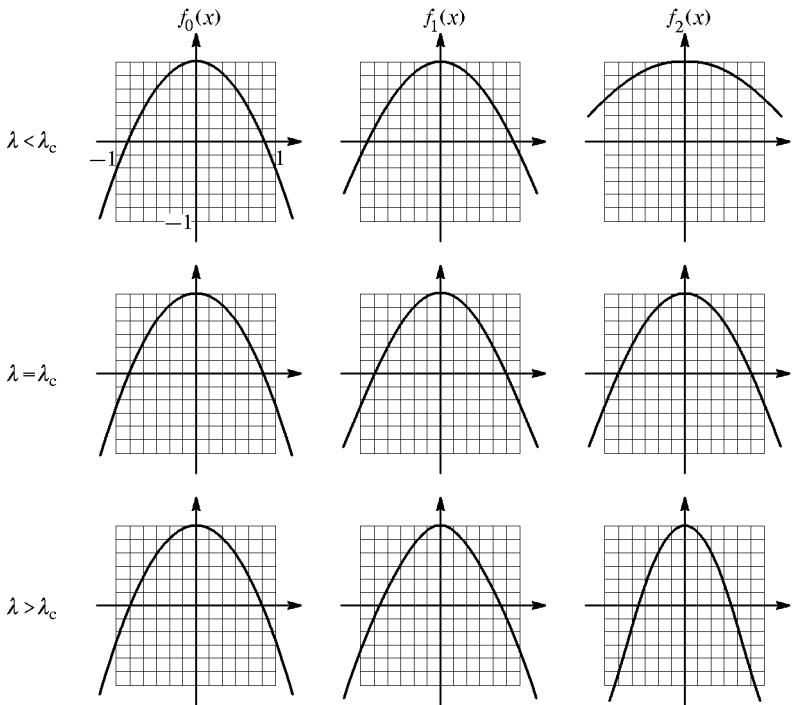 f₀(x) f₁(x) f₂(x)
λ < λc
−1 1
−1
λ = λc
λ > λc